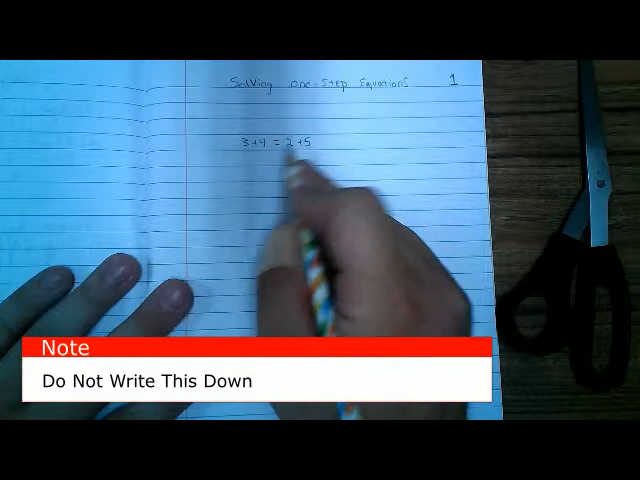 Solving one-step Equations 1
3+4 = 2+5
Note
Do Not Write This Down